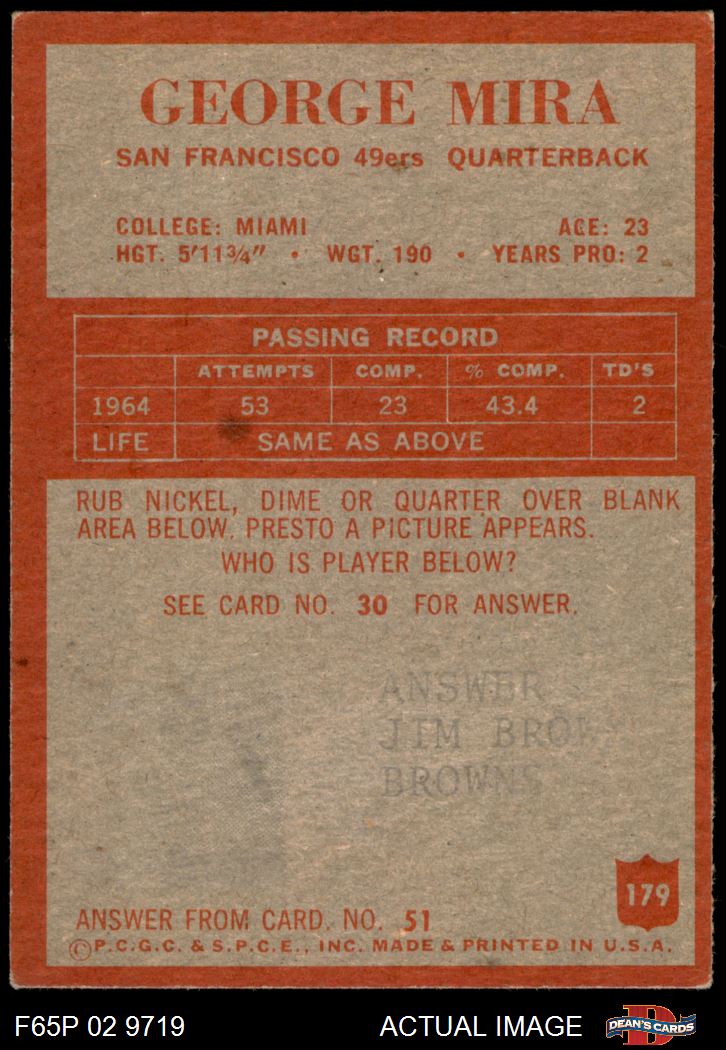 GEORGE MIRA
SAN FRANCISCO 49ers QUARTERBACK
COLLEGE: MIAMI AGE: 23
HGT. 5'11¾" • WGT. 190 • YEARS PRO: 2
PASSING RECORD
ATTEMPTS COMP. % COMP. TD'S
1964 53 23 43.4 2
LIFE SAME AS ABOVE
RUB NICKEL, DIME OR QUARTER OVER BLANK
AREA BELOW. PRESTO A PICTURE APPEARS.
WHO IS PLAYER BELOW?
SEE CARD NO. 30 FOR ANSWER.
ANSWER
JIM BROW
BROWNS
179
ANSWER FROM CARD. NO. 51
©P.C.G.C. & S.P.C.E., INC. MADE & PRINTED IN U.S.A.
F65P 02 9719 ACTUAL IMAGE DEAN'S CARDS